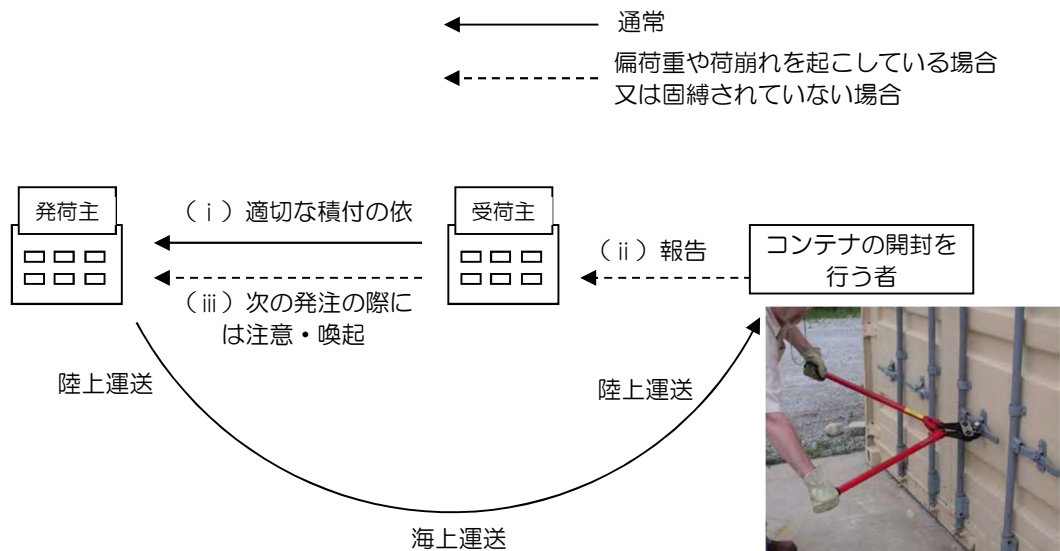 通常
偏荷重や荷崩れを起こしている場合
又は固縛されていない場合
発荷主
(ⅰ)適切な積付の依
受荷主
(ⅱ)報告
コンテナの開封を
行う者
(ⅲ)次の発注の際に
は注意・喚起
陸上運送
陸上運送
海上運送